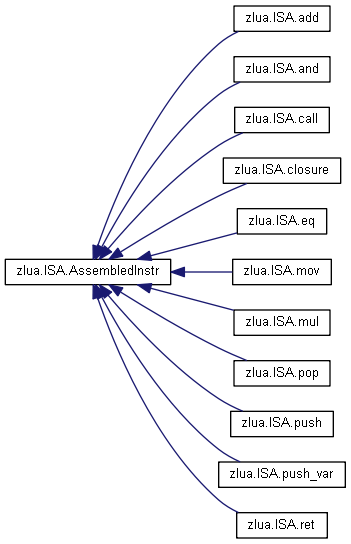 zlua.ISA.add
zlua.ISA.and
zlua.ISA.call
zlua.ISA.closure
zlua.ISA.eq
zlua.ISA.AssembledInstr
zlua.ISA.mov
zlua.ISA.mul
zlua.ISA.pop
zlua.ISA.push
zlua.ISA.push_var
zlua.ISA.ret